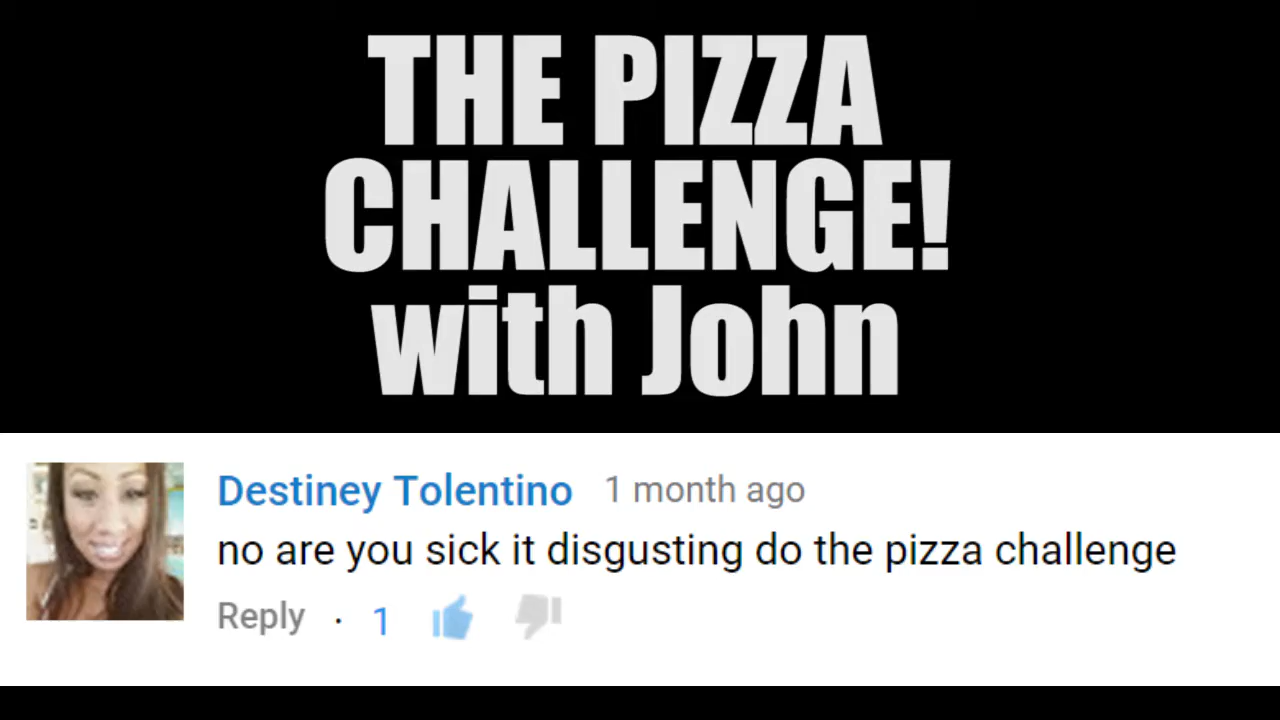 THE PIZZA
CHALLENGE!
with John
Destiney Tolentino 1 month ago
no are you sick it disgusting do the pizza challenge
Reply · 1